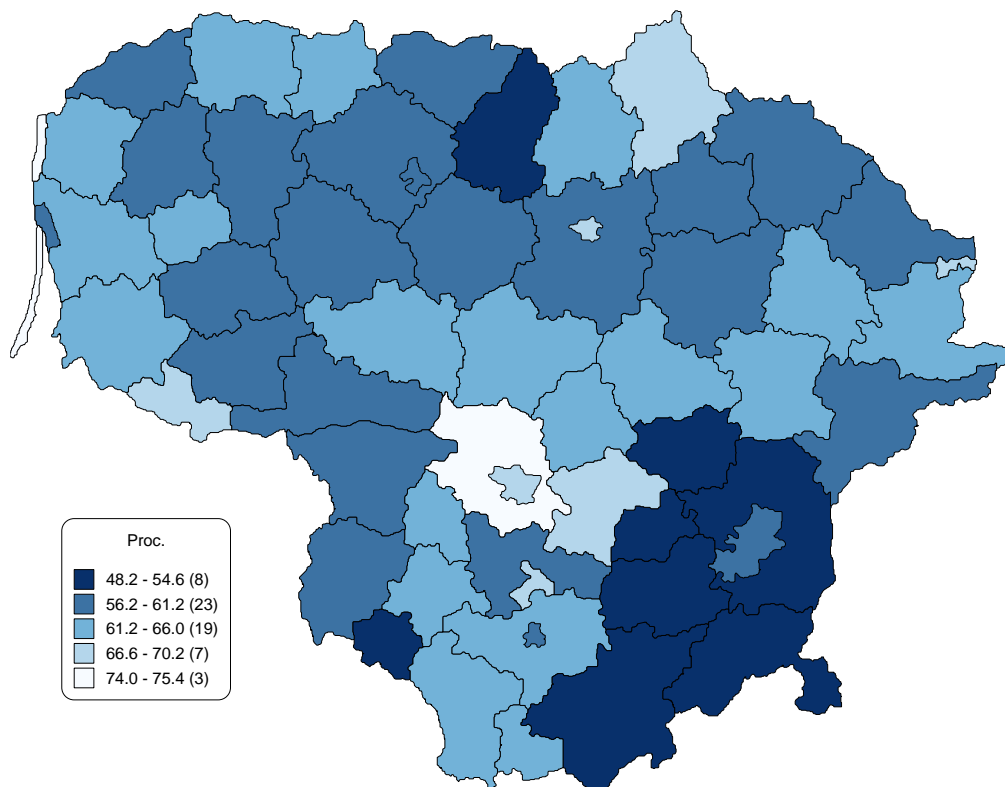 Proc.
48.2 - 54.6 (8)
56.2 - 61.2 (23)
61.2 - 66.0 (19)
66.6 - 70.2 (7)
74.0 - 75.4 (3)